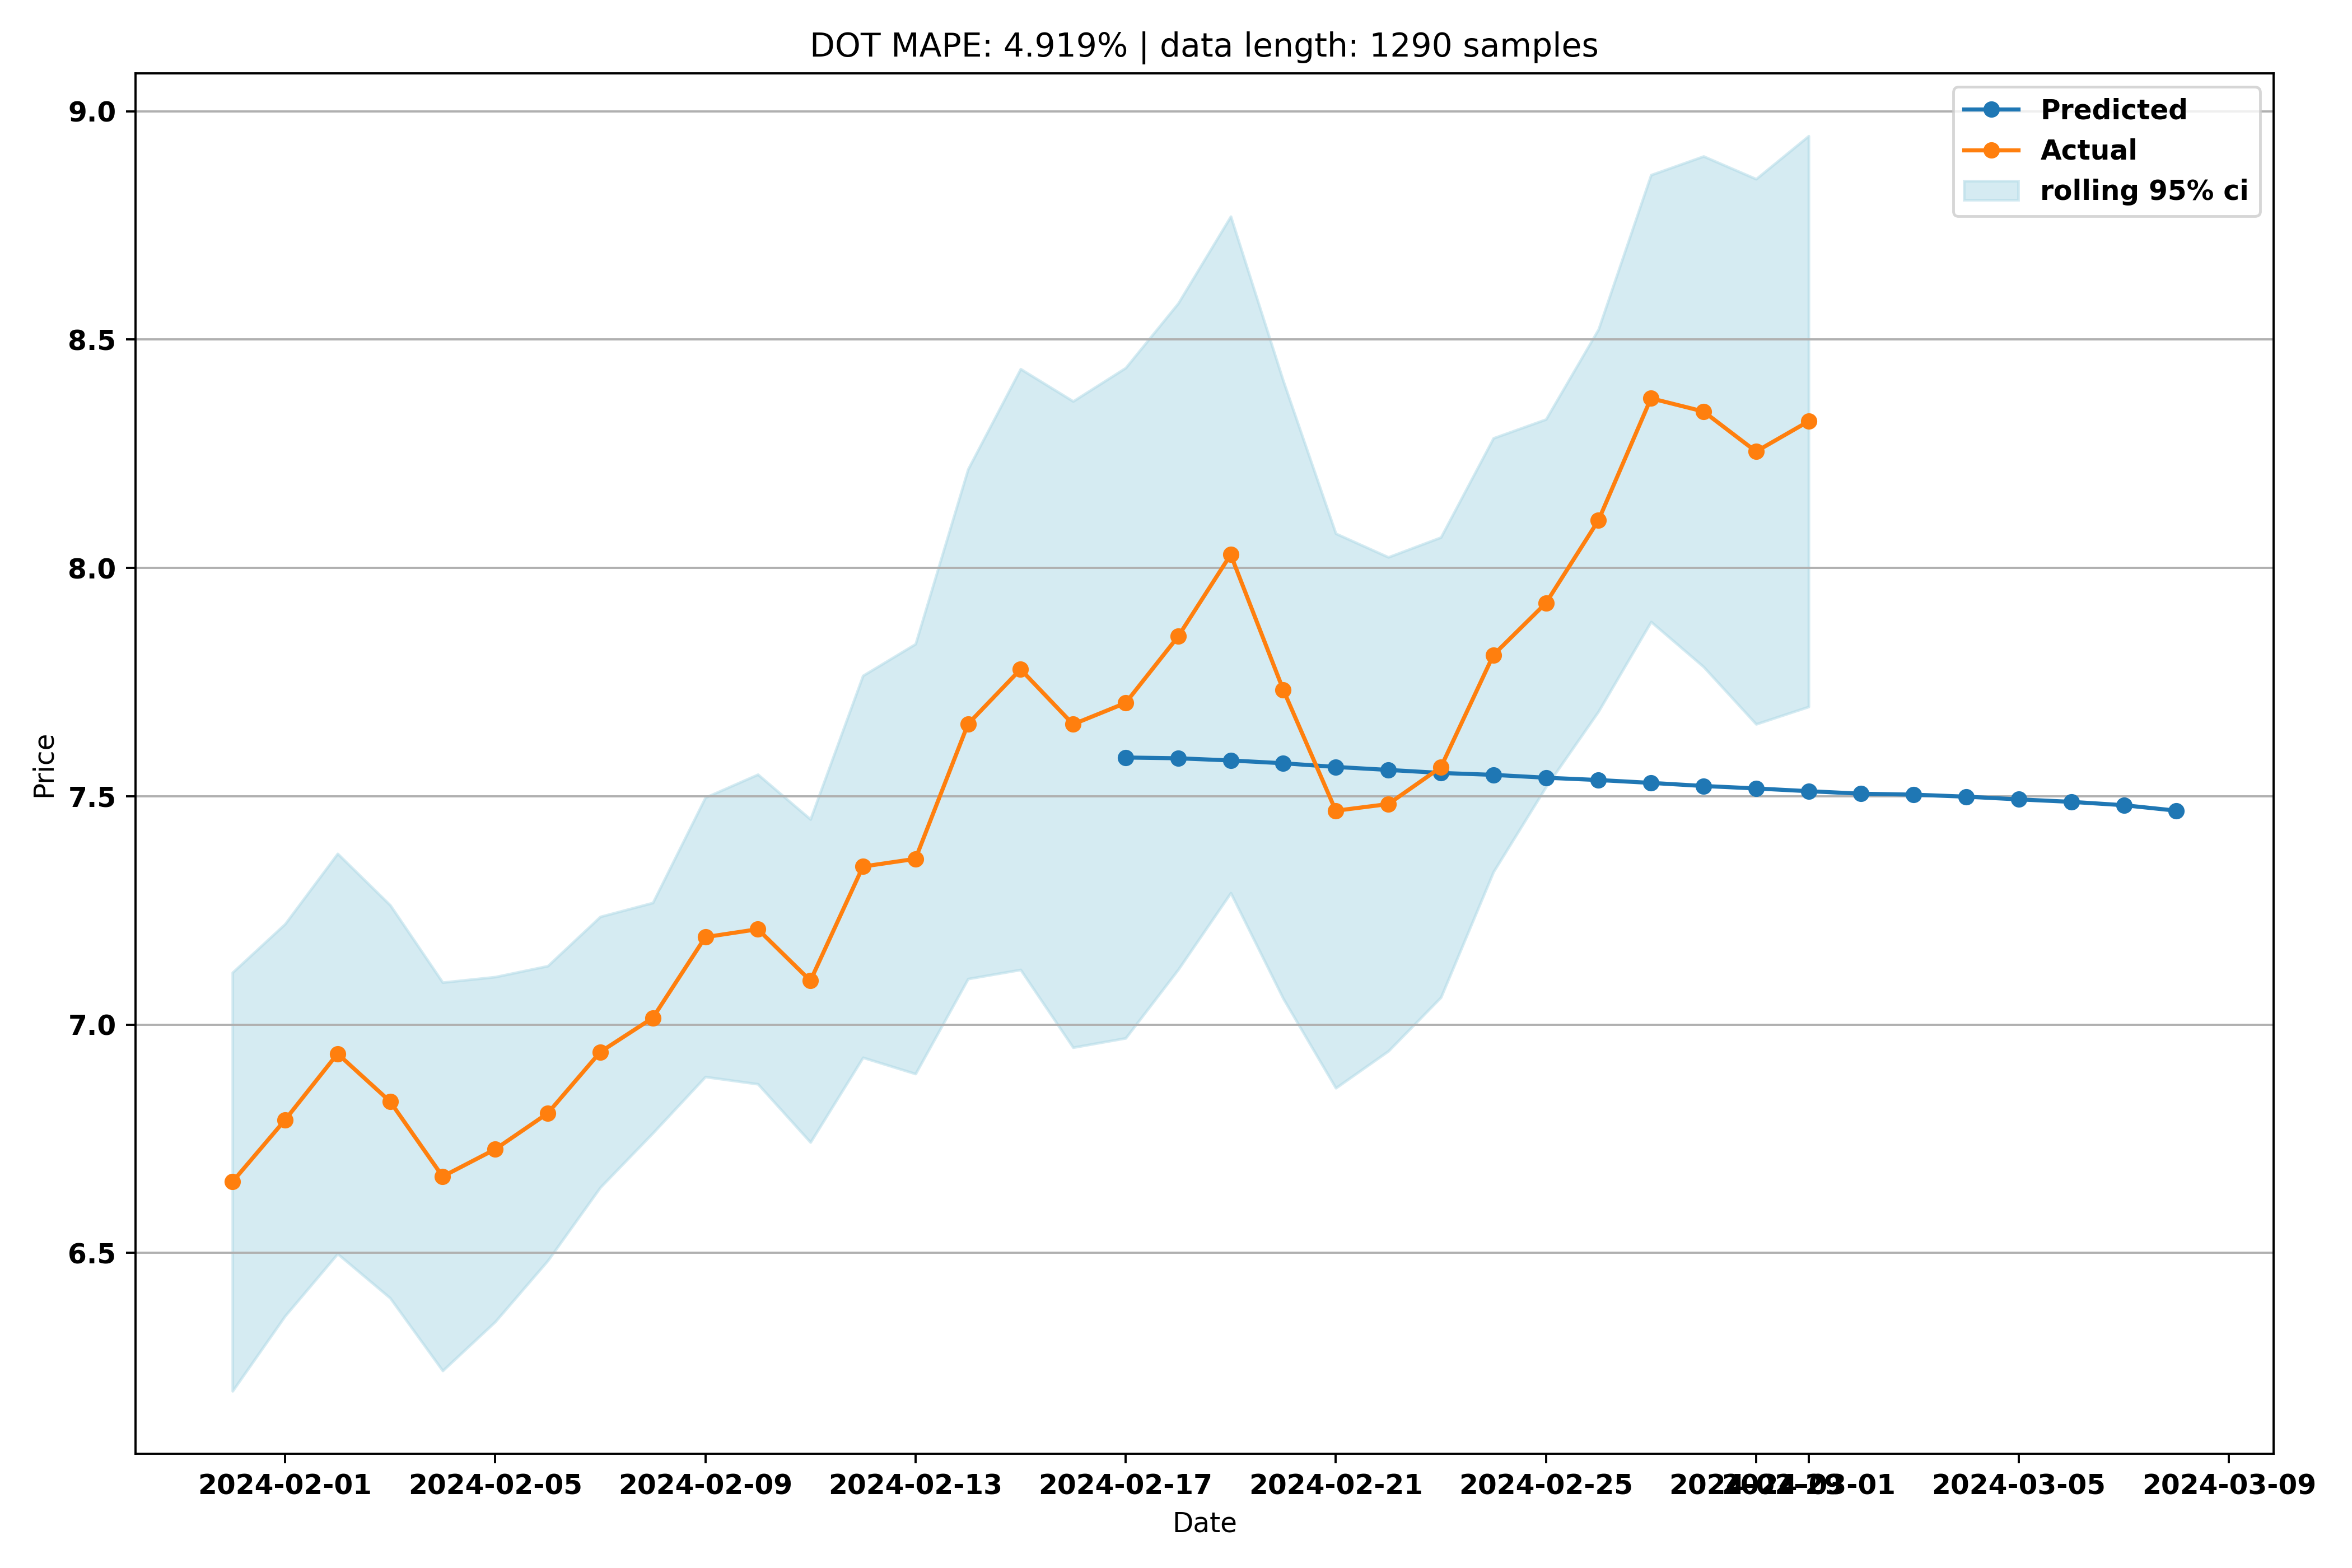 DOT MAPE: 4.919% | data length: 1290 samples
Predicted
Actual
rolling 95% ci
9.0
8.5
8.0
7.5
7.0
6.5
Price
2024-02-01 2024-02-05 2024-02-09 2024-02-13 2024-02-17 2024-02-21 2024-02-25 2024-02-29 2024-03-01 2024-03-05 2024-03-09
Date